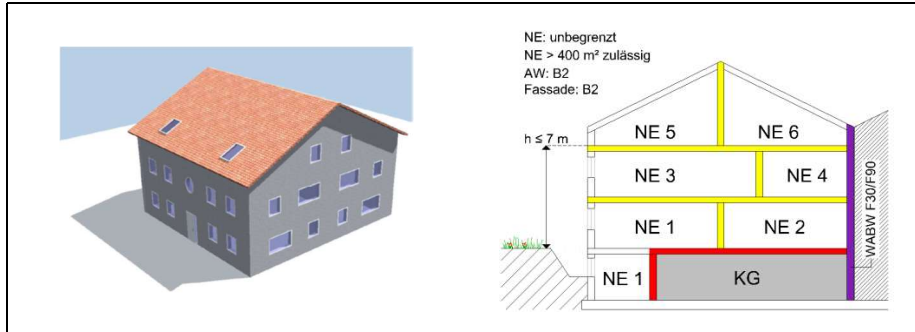 NE: unbegrenzt
NE > 400 m² zulässig
AW: B2
Fassade: B2
h ≤ 7 m
NE 5
NE 6
NE 3
NE 4
NE 1
NE 2
NE 1
KG
WABW F30/F90